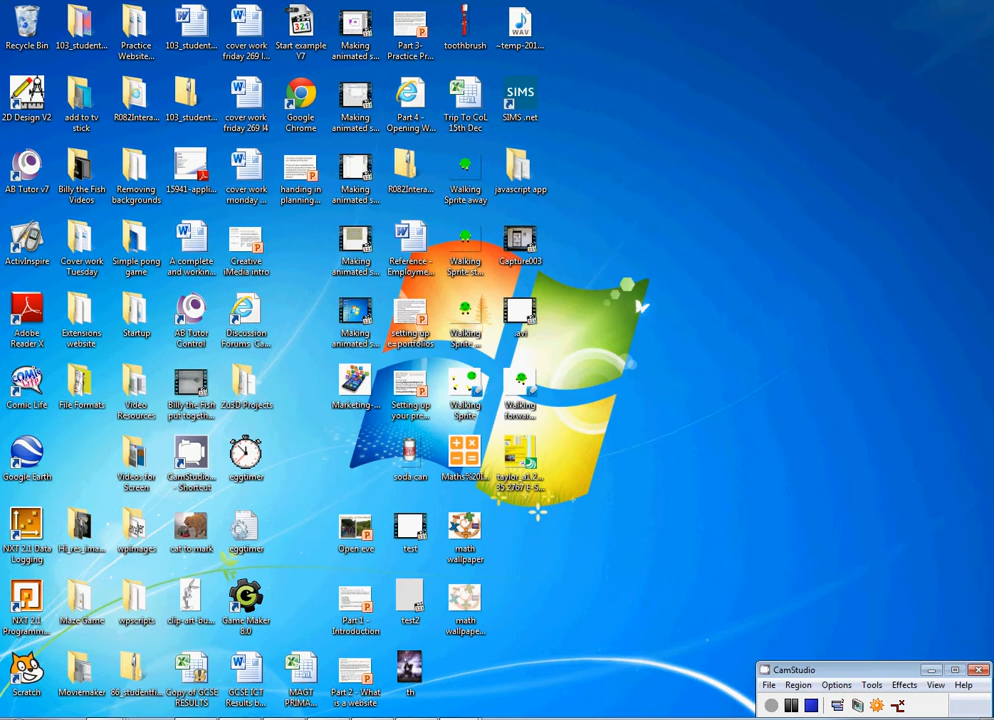 Recycle Bin
103_student...
Practice
Website...
103_student...
cover work
friday 269 l...
Start example
Y7
Making
animated s...
Part 3-
Practice Pr...
toothbrush
~temp-201...
2D Design V2
add to tv
stick
R082Intera...
103_student...
cover work
friday 269 l4
Google
Chrome
Making
animated s...
Part 4 -
Opening W...
Trip To CoL
15th Dec
SIMS
SIMS .net
AB Tutor v7
Billy the Fish
Videos
Removing
backgrounds
15941-appli...
cover work
monday ...
handing in
planning...
Making
animated s...
R082Intera...
Walking
Sprite away
javascript app
ActivInspire
Cover work
Tuesday
Simple pong
game
A complete
and workin...
Creative
iMedia intro
Making
animated s...
Reference -
Employme...
Walking
Sprite st...
Capture003
Adobe
Reader X
Extensions
website
Startup
AB Tutor
Control
Discussion
Forums Ca...
Making
animated s...
setting up
e=portfolios
Walking
Sprite ...
.avi
Comic Life
File Formats
Video
Resources
Billy the Fish
put togeth...
Zu3D Projects
Marketing-...
Setting up
your pre...
Walking
Sprite
Walking
forwar...
Google Earth
Videos for
Screen
CamStudio...
- Shortcut
eggtimer
soda can
NXT 2.1 Data
Logging
Hi_res_ima...
wpimages
cat to mark
eggtimer
Open eve
test
math
wallpaper
NXT 2.1
Programm...
Maze Game
wpscripts
clip-art-bu...
Game Maker
8.0
Part 1 -
Introduction
test2
math
wallpape...
Scratch
Moviemaker
86_studentfi...
Copy of GCSE
RESULTS
GCSE ICT
Results b...
MAGT
PRIMA...
Part 2 - What
is a website
th
CamStudio
File Region Options Tools Effects View Help